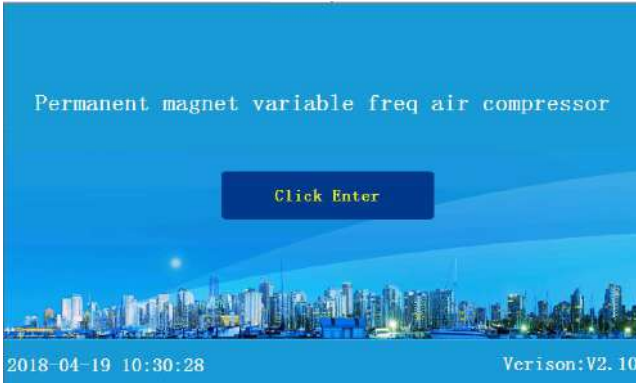 Permanent magnet variable freq air compressor
Click Enter
2018-04-19 10:30:28
Verison:V2.10